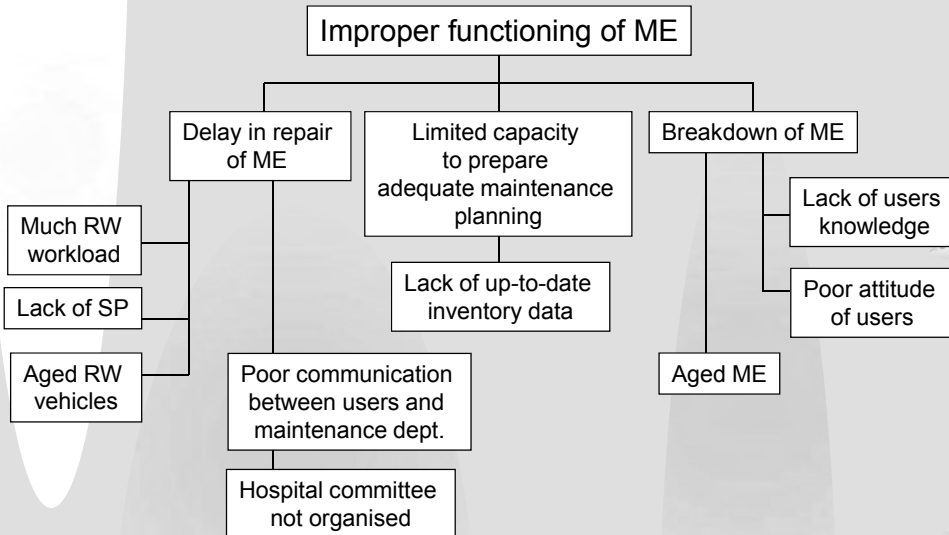 Improper functioning of ME
Delay in repair
of ME
Limited capacity
to prepare
adequate maintenance
planning
Breakdown of ME
Much RW
workload
Lack of SP
Aged RW
vehicles
Poor communication
between users and
maintenance dept.
Hospital committee
not organised
Lack of up-to-date
inventory data
Lack of users
knowledge
Poor attitude
of users
Aged ME